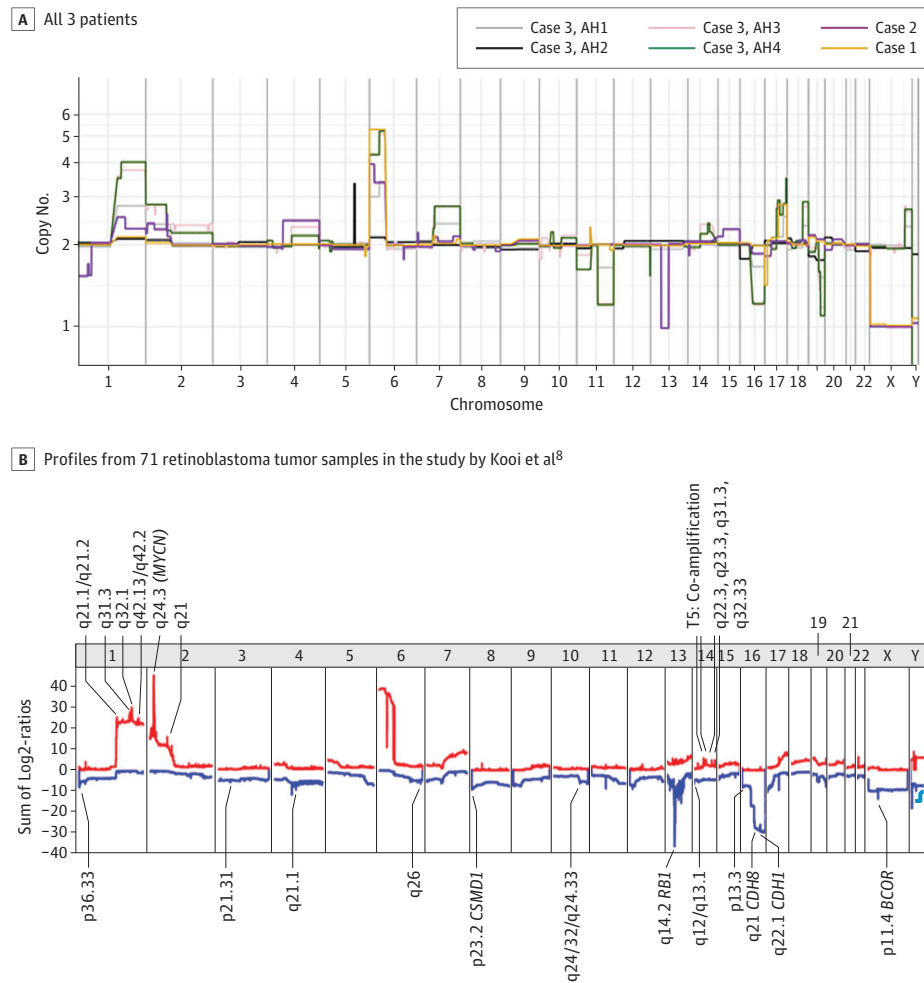 A All 3 patients
Case 3, AH1 Case 3, AH3 Case 2
Case 3, AH2 Case 3, AH4 Case 1
Copy No.
6
5
4
3
2
1
1 2 3 4 5 6 7 8 9 10 11 12 13 14 15 16 17 18 20 22 X Y
Chromosome
B Profiles from 71 retinoblastoma tumor samples in the study by Kooi et al8
q21.1/q21.2
q31.3
q32.1
q42.13/q42.2
q24.3 (MYCN)
q21
T5: Co-amplification
q22.3, q23.3, q31.3,
q32.33
19 21
1 2 3 4 5 6 7 8 9 10 11 12 13 14 15 16 17 18 20 22 X Y
Sum of Log2-ratios
40
30
20
10
0
−10
−20
−30
−40
p36.33
p21.31
q21.1
q26
p23.2 CSMD1
q24/32/q24.33
q14.2 RB1
q12/q13.1
p13.3
q21 CDH8
q22.1 CDH1
p11.4 BCOR